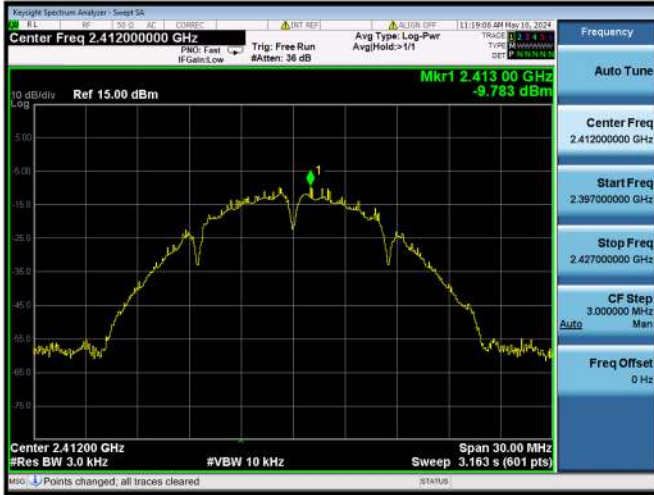 Keysight Spectrum Analyzer - Swept SA
RL RF 50 Ω AC CORREC INT REF ALIGN OFF 11:19:06 AM May 10, 2024
Center Freq 2.412000000 GHz
PNO: Fast
IFGain:Low
Trig: Free Run
#Atten: 36 dB
Avg Type: Log-Pwr
Avg|Hold:>1/1
TRACE 1 2 3 4 5 6
TYPE M WWWWW
DET P N N N N N
Mkr1 2.413 00 GHz
-9.783 dBm
10 dB/div Ref 15.00 dBm
Log
5.00
-5.00
-15.0
-25.0
-35.0
-45.0
-55.0
-65.0
-75.0
1
Center 2.41200 GHz Span 30.00 MHz
#Res BW 3.0 kHz #VBW 10 kHz Sweep 3.163 s (601 pts)
MSG Points changed, all traces cleared STATUS
Frequency
Auto Tune
Center Freq
2.412000000 GHz
Start Freq
2.397000000 GHz
Stop Freq
2.427000000 GHz
CF Step
3.000000 MHz
Auto Man
Freq Offset
0 Hz